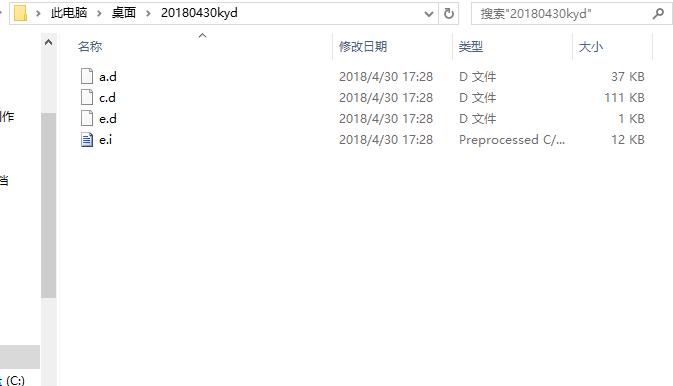 此电脑 > 桌面 > 20180430kyd 搜索"20180430kyd"
名称 修改日期 类型 大小
a.d 2018/4/30 17:28 D 文件 37 KB
c.d 2018/4/30 17:28 D 文件 111 KB
e.d 2018/4/30 17:28 D 文件 1 KB
e.i 2018/4/30 17:28 Preprocessed C/... 12 KB
作
档
(C:)